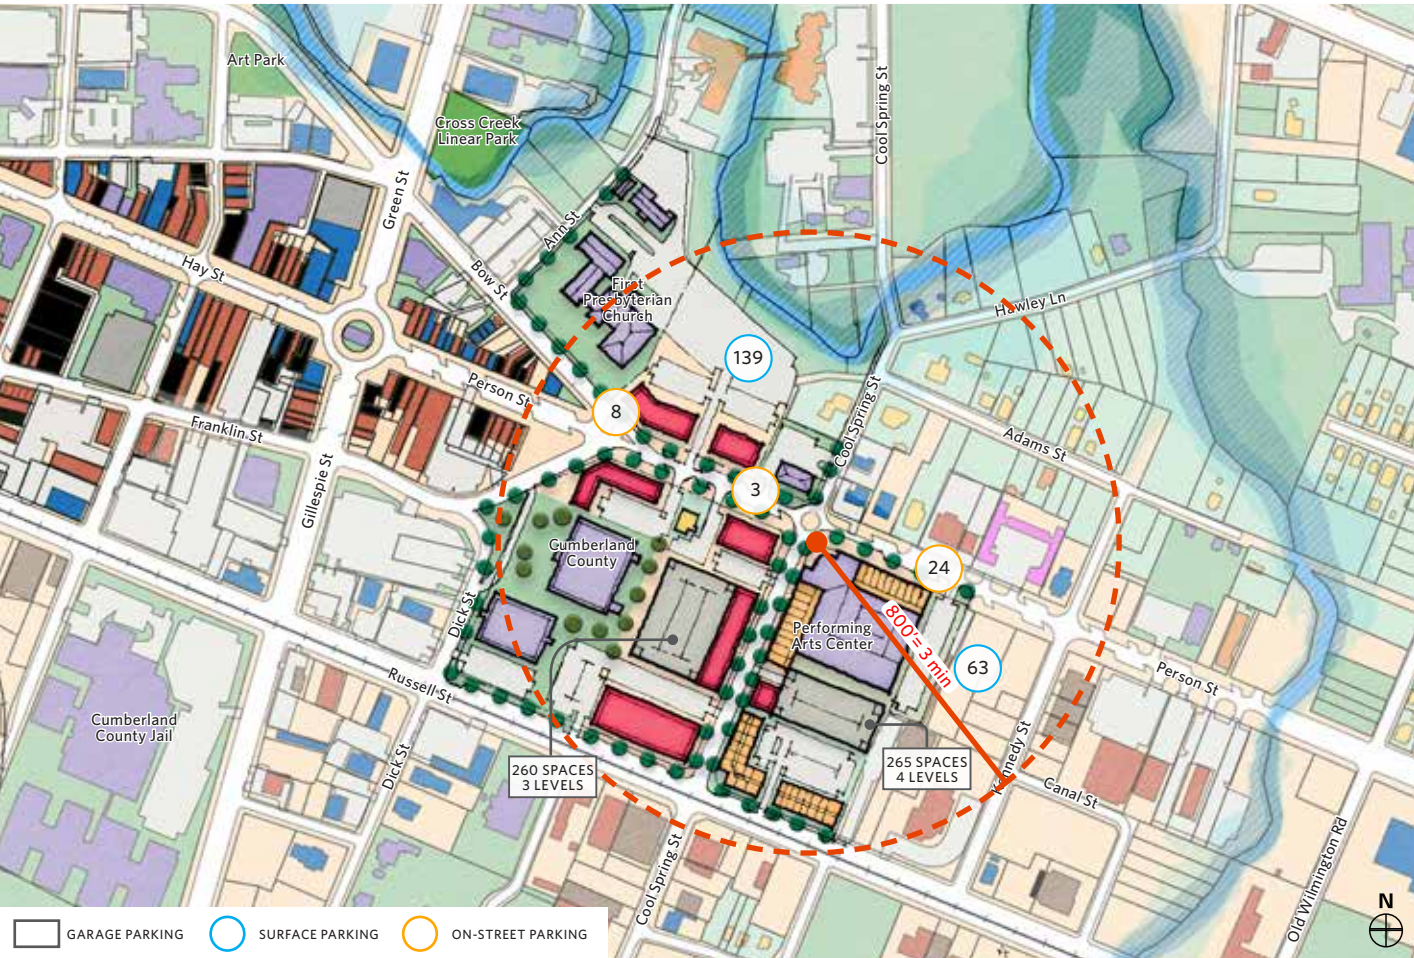 Art Park
Cross Creek
Linear Park
Green St
Cool Spring St
Ann St
Hay St
Bow St
First
Presbyterian
Church
Hawley Ln
139
Person St
8
Franklin St
Cool Spring St
Adams St
Gillespie St
3
Cumberland
County
24
Dick St
Performing
Arts Center
800'= 3 min
63
Person St
Russell St
Cumberland
County Jail
Dick St
260 SPACES
3 LEVELS
265 SPACES
4 LEVELS
Kennedy St
Canal St
Cool Spring St
Old Wilmington Rd
N
GARAGE PARKING
SURFACE PARKING
ON-STREET PARKING